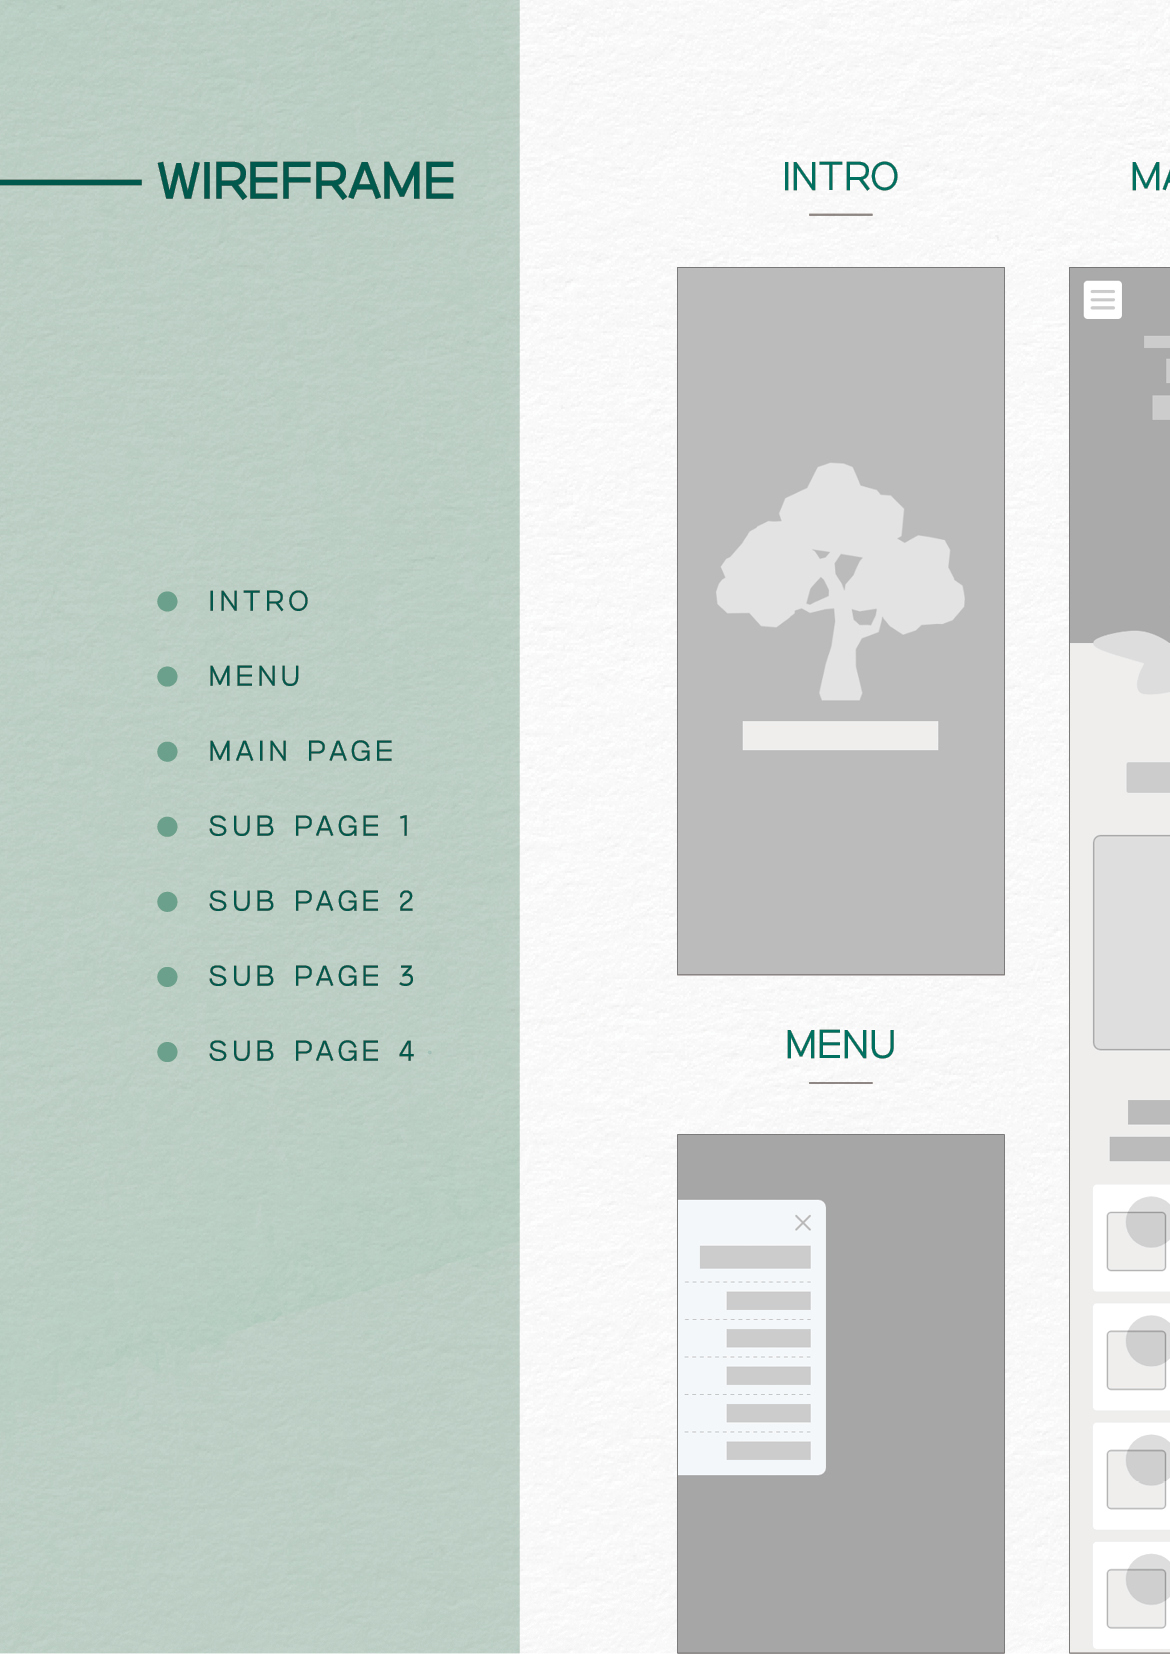 WIREFRAME
INTRO
MENU
MAIN PAGE
SUB PAGE 1
SUB PAGE 2
SUB PAGE 3
SUB PAGE 4
INTRO
MENU